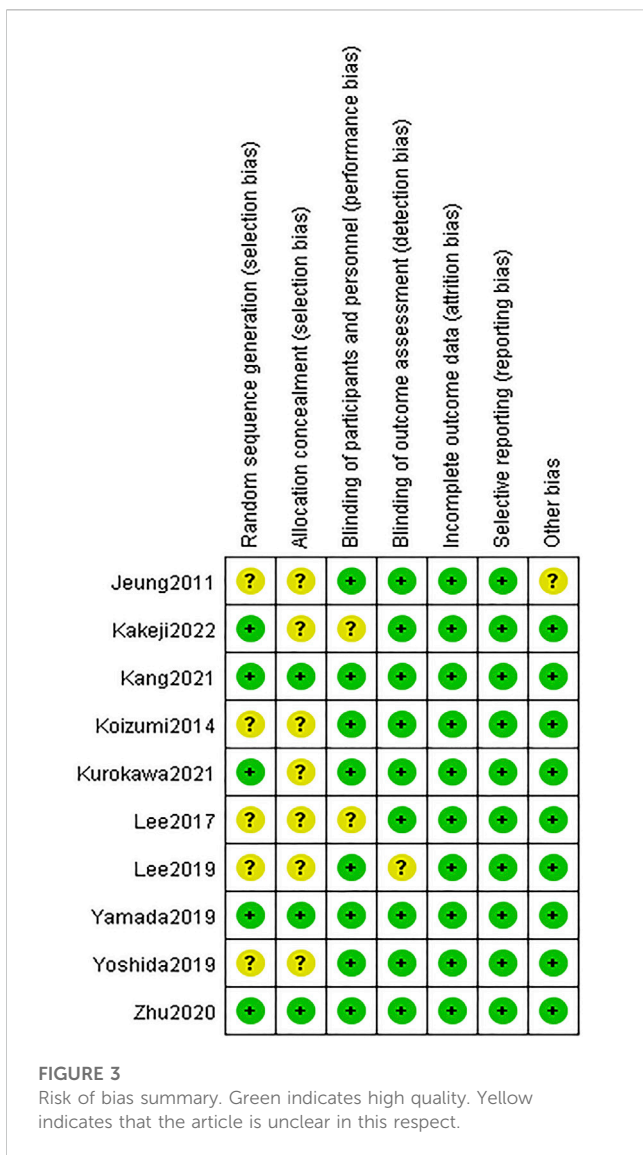 Random sequence generation (selection bias)
Allocation concealment (selection bias)
Blinding of participants and personnel (performance bias)
Blinding of outcome assessment (detection bias)
Incomplete outcome data (attrition bias)
Selective reporting (reporting bias)
Other bias
Jeung2011 ? ? + + + + ?
Kakeji2022 + ? ? + + + +
Kang2021 + + + + + + +
Koizumi2014 ? ? + + + + +
Kurokawa2021 + ? + + + + +
Lee2017 ? ? ? + + + +
Lee2019 ? ? + ? + + +
Yamada2019 + + + + + + +
Yoshida2019 ? ? + + + + +
Zhu2020 + + + + + + +
FIGURE 3
Risk of bias summary. Green indicates high quality. Yellow
indicates that the article is unclear in this respect.